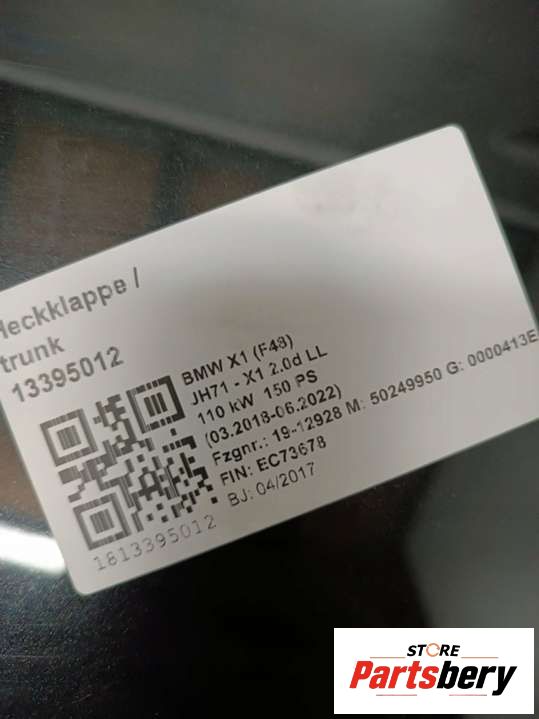 Heckklappe /
trunk
13395012
BMW X1 (F48)
JH71 - X1 2.0d LL
110 kW 150 PS
(03.2018-06.2022)
Fzgnr.: 19-12928 M: 50249950 G: 0000413E
FIN: EC73678
BJ: 04/2017
1813395012
STORE
Partsbery